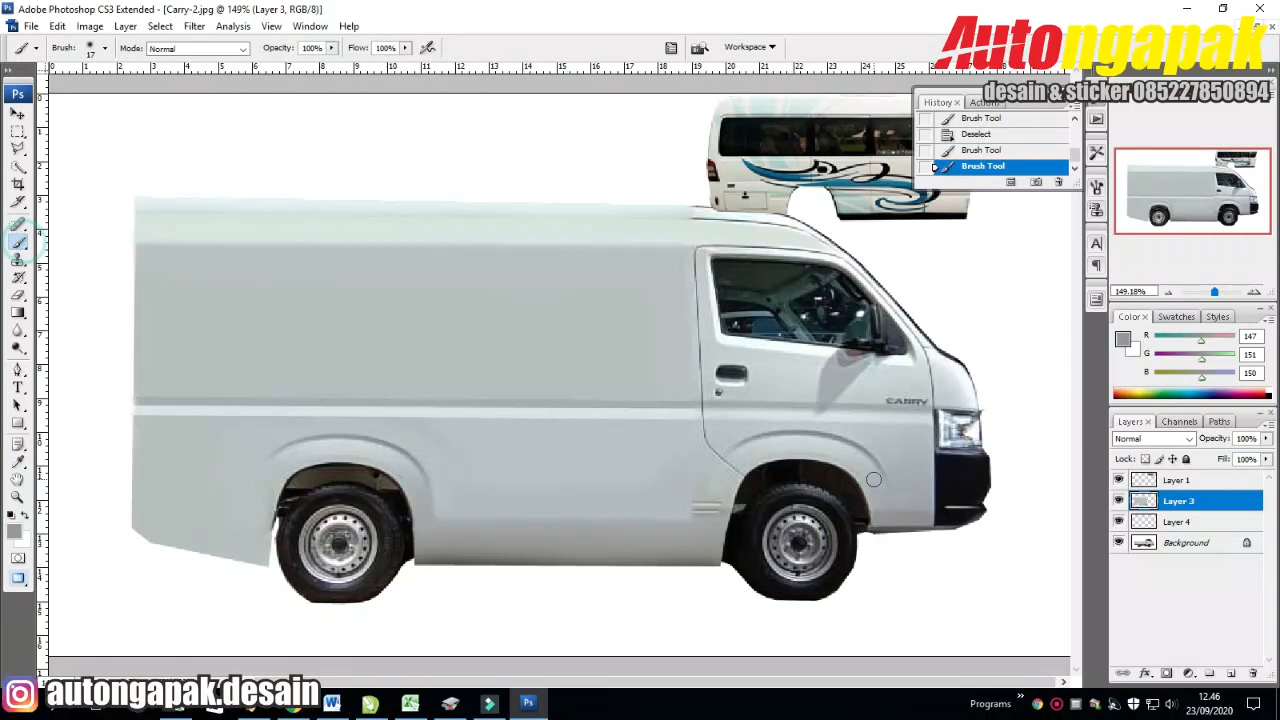 Adobe Photoshop CS3 Extended - [Carry-2.jpg @ 149% (Layer 3, RGB/8)]
File Edit Image Layer Select Filter Analysis View Window Help
Brush: 17 Mode: Normal Opacity: 100% Flow: 100% Workspace
Autongapak
desain & sticker 085227850894
Ps
History Actions
Brush Tool
Deselect
Brush Tool
Brush Tool
149.18%
Color Swatches Styles
R 147
G 151
B 150
Layers Channels Paths
Normal Opacity: 100%
Lock: Fill: 100%
Layer 1
Layer 3
Layer 4
Background
CARRY
autongapak.desain
Programs
12.46
23/09/2020